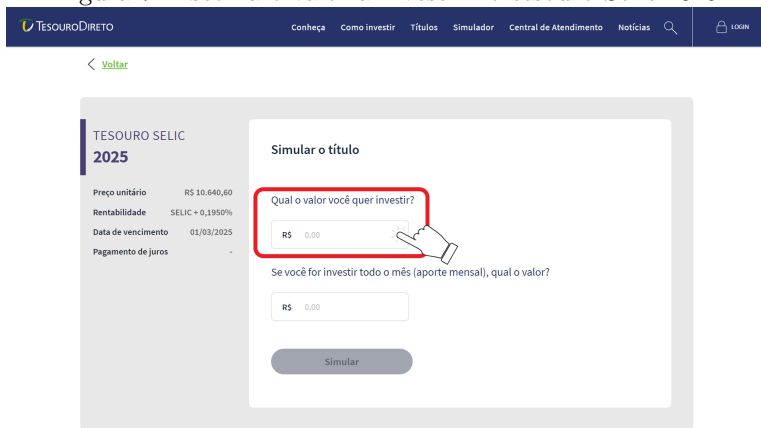 TESOURODIRETO
Conheça Como investir Títulos Simulador Central de Atendimento Notícias LOGIN
Voltar
TESOURO SELIC
2025
Preço unitário R$ 10.640,60
Rentabilidade SELIC + 0,1950%
Data de vencimento 01/03/2025
Pagamento de juros -
Simular o título
Qual o valor você quer investir?
R$ 0,00
Se você for investir todo o mês (aporte mensal), qual o valor?
R$ 0,00
Simular